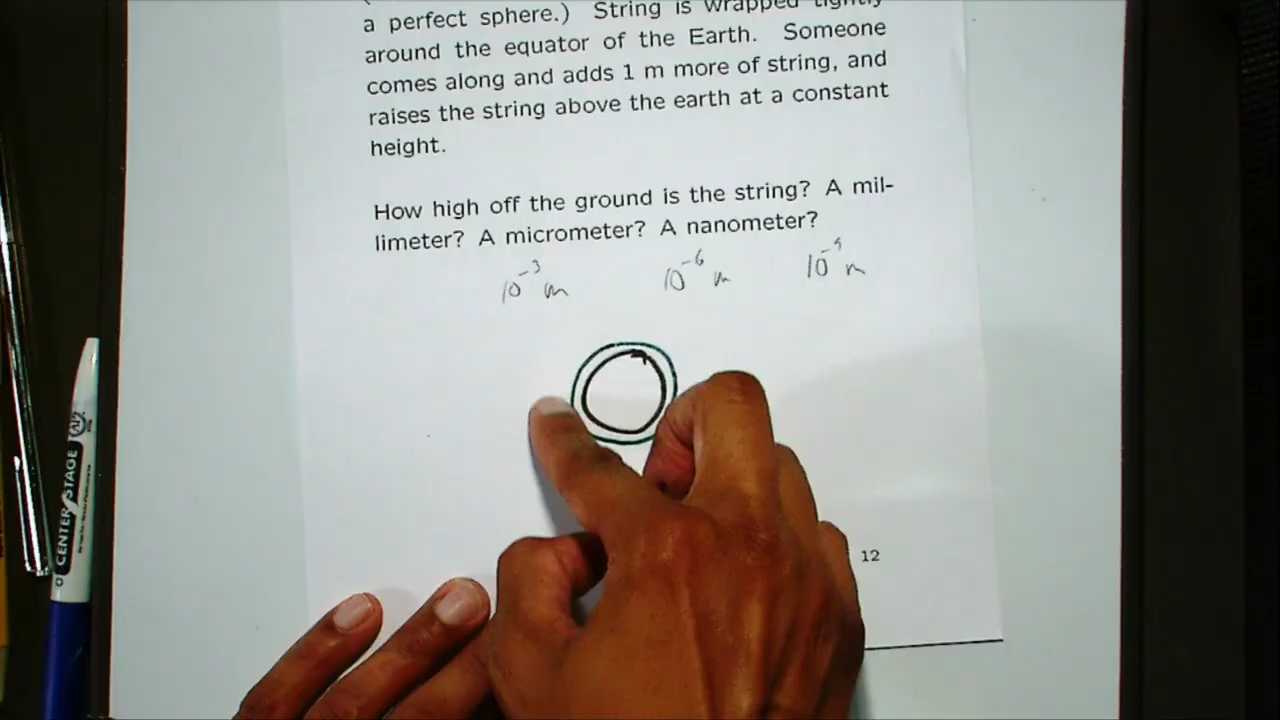 a perfect sphere.) String is wrapped tightly
around the equator of the Earth. Someone
comes along and adds 1 m more of string, and
raises the string above the earth at a constant
height.
How high off the ground is the string? A mil-
limeter? A micrometer? A nanometer?
10⁻³ m 10⁻⁶ m 10⁻⁹ m
12
CENTER STAGE